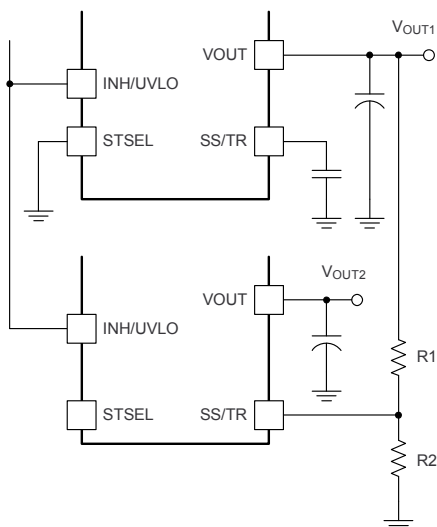 VOUT1
VOUT
INH/UVLO
STSEL
SS/TR
VOUT2
VOUT
INH/UVLO
R1
STSEL
SS/TR
R2